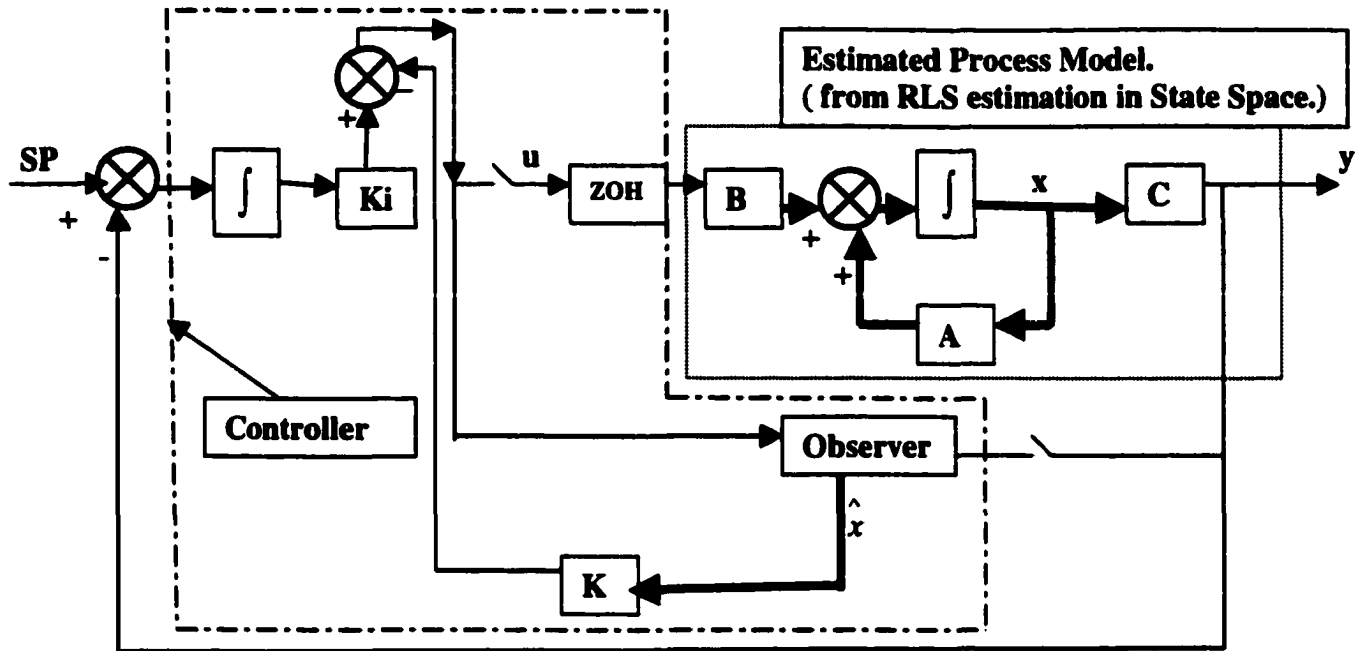 Estimated Process Model.
( from RLS estimation in State Space.)
SP
+
-
∫
Ki
+
−
u
ZOH
B
+
+
∫
x
C
y
A
Controller
Observer
x̂
K